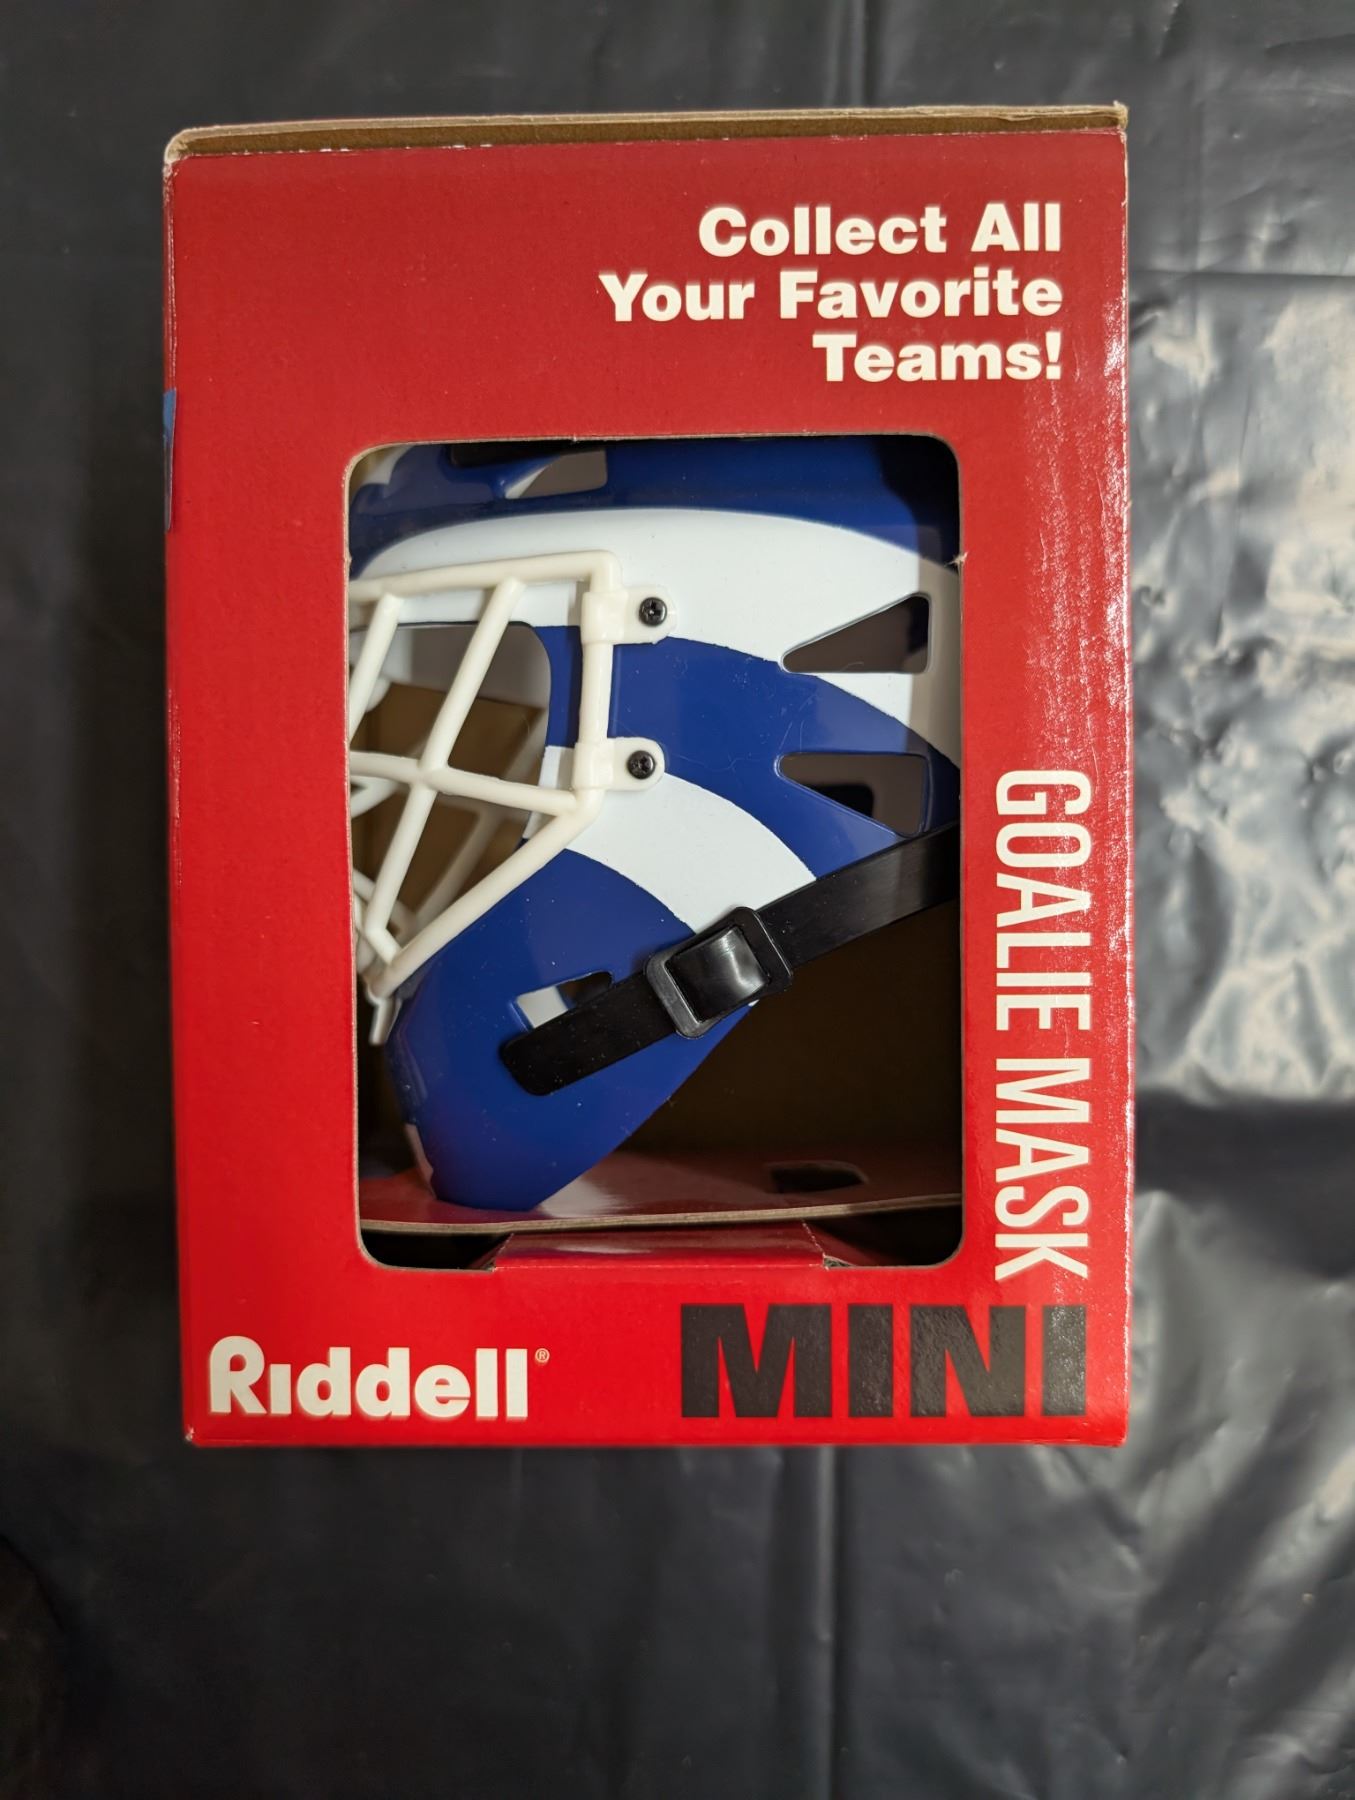 Collect All
Your Favorite
Teams!
GOALIE MASK
MINI
Riddell®